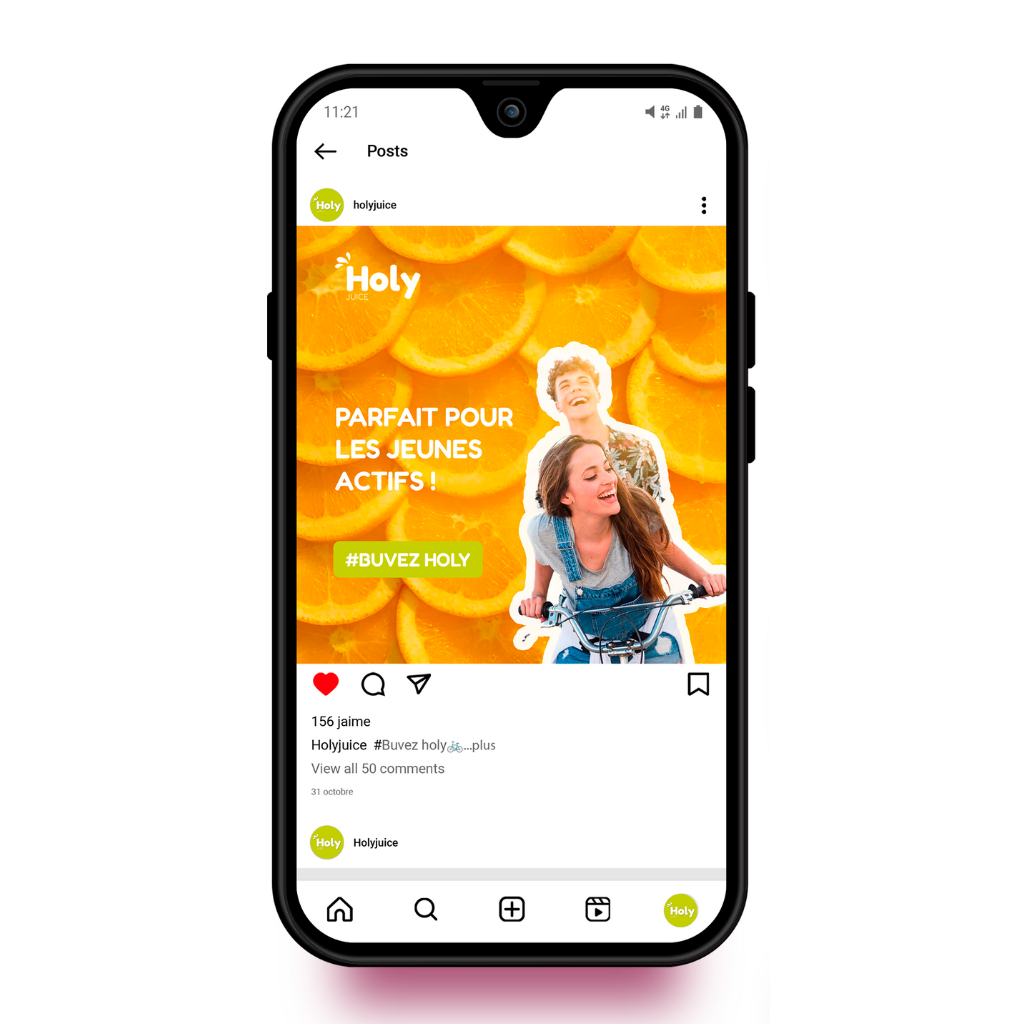 11:21
4G
Posts
Holy
holyjuice
Holy
JUICE
PARFAIT POUR
LES JEUNES
ACTIFS !
#BUVEZ HOLY
156 jaime
Holyjuice #Buvez holy🚲...plus
View all 50 comments
31 octobre
Holy
Holyjuice
Holy